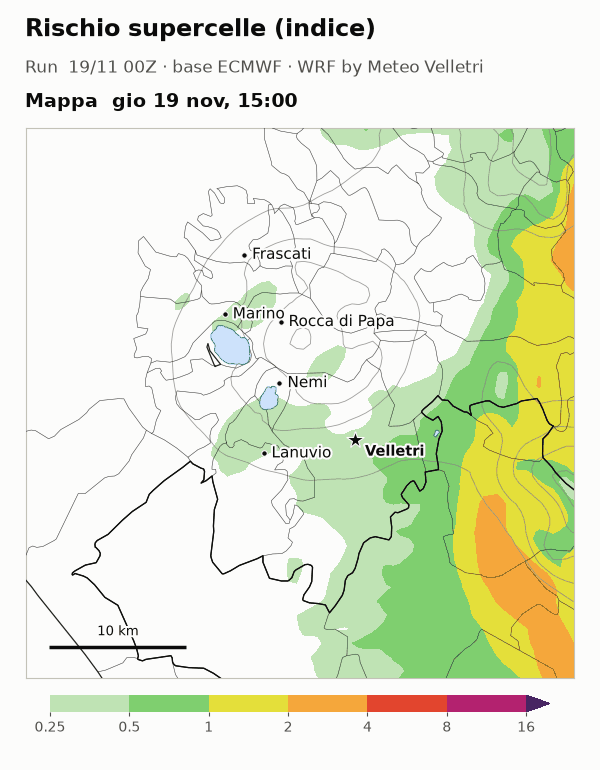 Rischio supercelle (indice)
Run 19/11 00Z · base ECMWF · WRF by Meteo Velletri
Mappa gio 19 nov, 15:00
Frascati
Marino
Rocca di Papa
Nemi
Velletri
Lanuvio
10 km
0.25 0.5 1 2 4 8 16